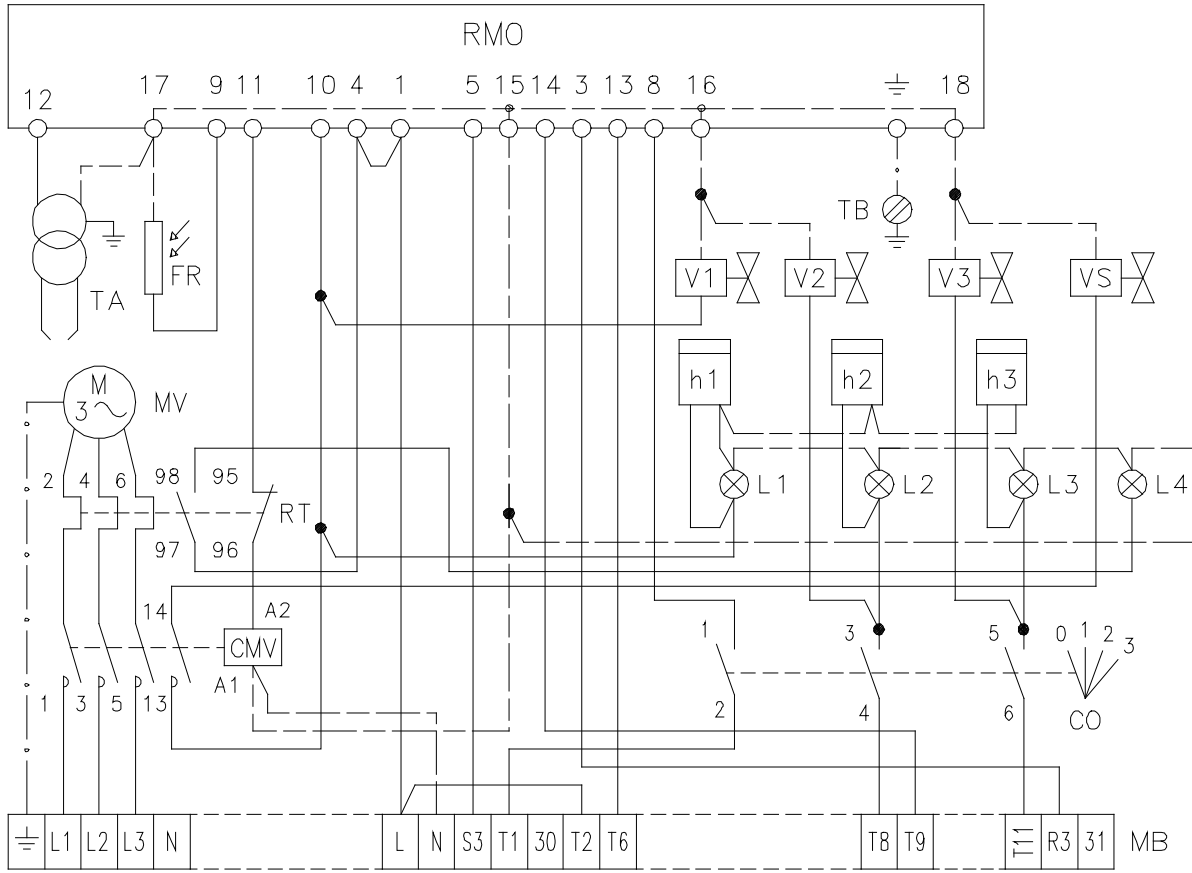 RMO
12 17 9 11 10 4 1 5 15 14 3 13 8 16 18
TB
FR
TA
V1 V2 V3 VS
h1 h2 h3
M
3
MV
2 4 6 98 95
L1 L2 L3 L4
RT
97 96
14 A2
1 3 5 0 1 2 3
CMV
A1
1 3 5 13
2 4 6
CO
L1 L2 L3 N L N S3 T1 30 T2 T6 T8 T9 T11 R3 31 MB